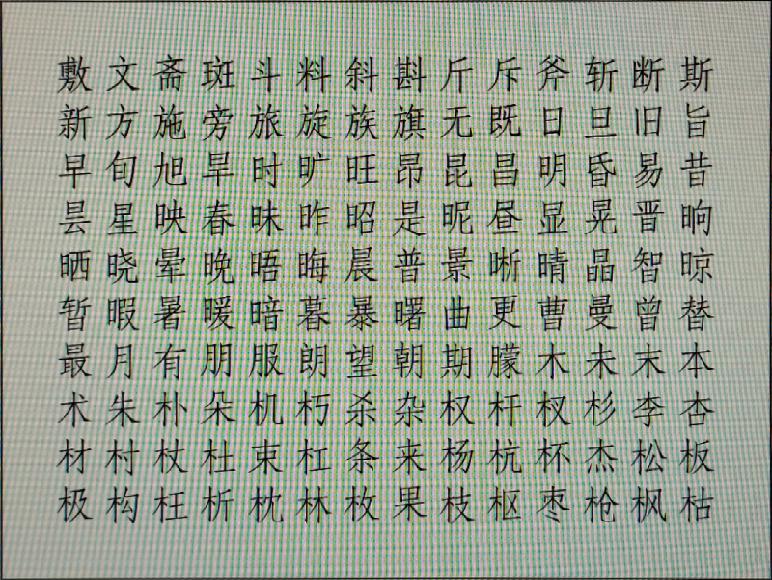 敷文斋斑斗料斜斟斤斥斧斩断斯
新方施旁旅旋族旗无既日旦旧旨
早旬旭旱时旷旺昂昆昌明昏易昔
昙星映春昧昨昭是昵昼显晃晋晌
晒晓晕晚晤晦晨普景晰晴晶智晾
暂暇暑暖暗暮暴曙曲更曹曼曾替
最月有朋服朗望朝期朦木未末本
术朱朴朵机朽杀杂权杆杈杉李杏
材村杖杜束杠条来杨杭杯杰松板
极构枉析枕林枚果枝枢枣枪枫枯